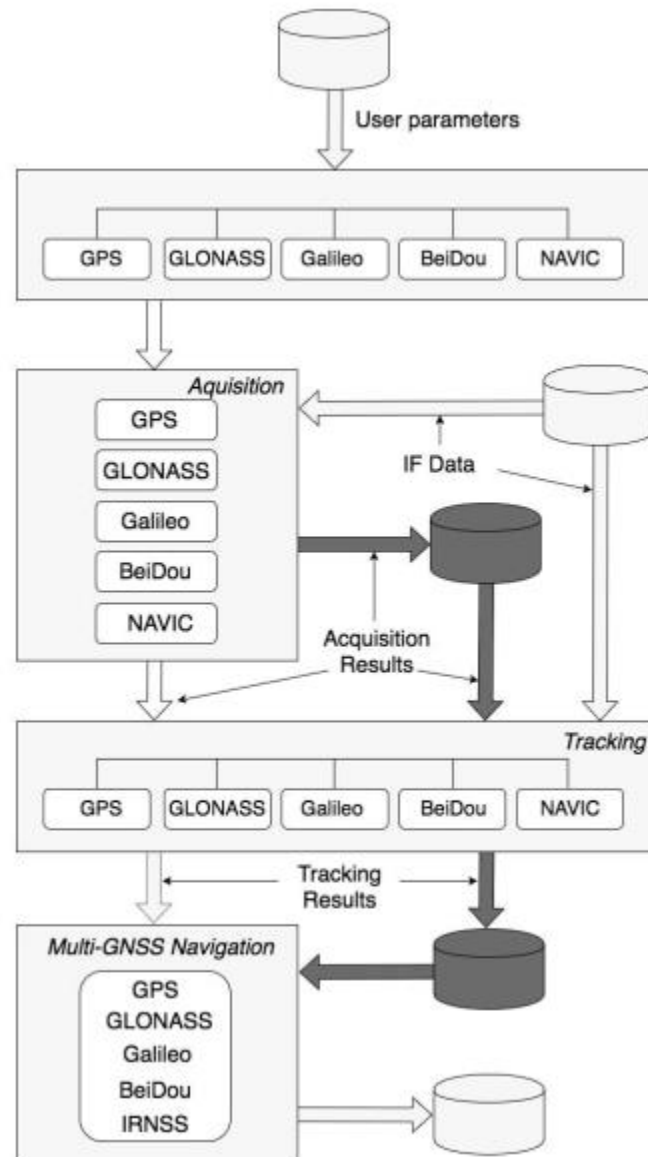 User parameters
GPS
GLONASS
Galileo
BeiDou
NAVIC
Aquisition
GPS
GLONASS
Galileo
BeiDou
NAVIC
IF Data
Acquisition
Results
Tracking
GPS
GLONASS
Galileo
BeiDou
NAVIC
Tracking
Results
Multi-GNSS Navigation
GPS
GLONASS
Galileo
BeiDou
IRNSS